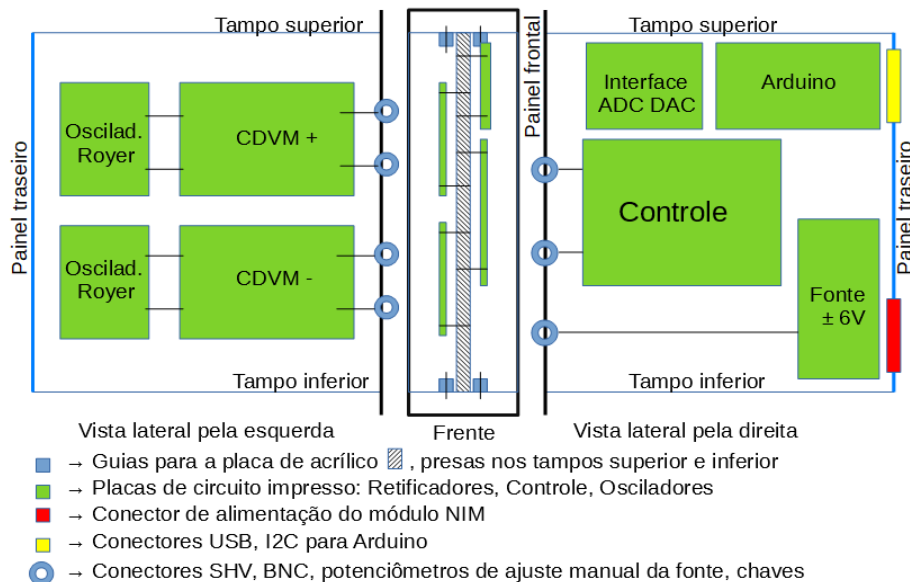 Tampo superior
Painel traseiro
Oscilad.
Royer
CDVM +
Oscilad.
Royer
CDVM -
Tampo inferior
Vista lateral pela esquerda
Frente
Tampo superior
Painel frontal
Interface
ADC DAC
Arduino
Controle
Fonte
± 6V
Painel traseiro
Tampo inferior
Vista lateral pela direita
→ Guias para a placa de acrílico , presas nos tampos superior e inferior
→ Placas de circuito impresso: Retificadores, Controle, Osciladores
→ Conector de alimentação do módulo NIM
→ Conectores USB, I2C para Arduino
→ Conectores SHV, BNC, potenciômetros de ajuste manual da fonte, chaves